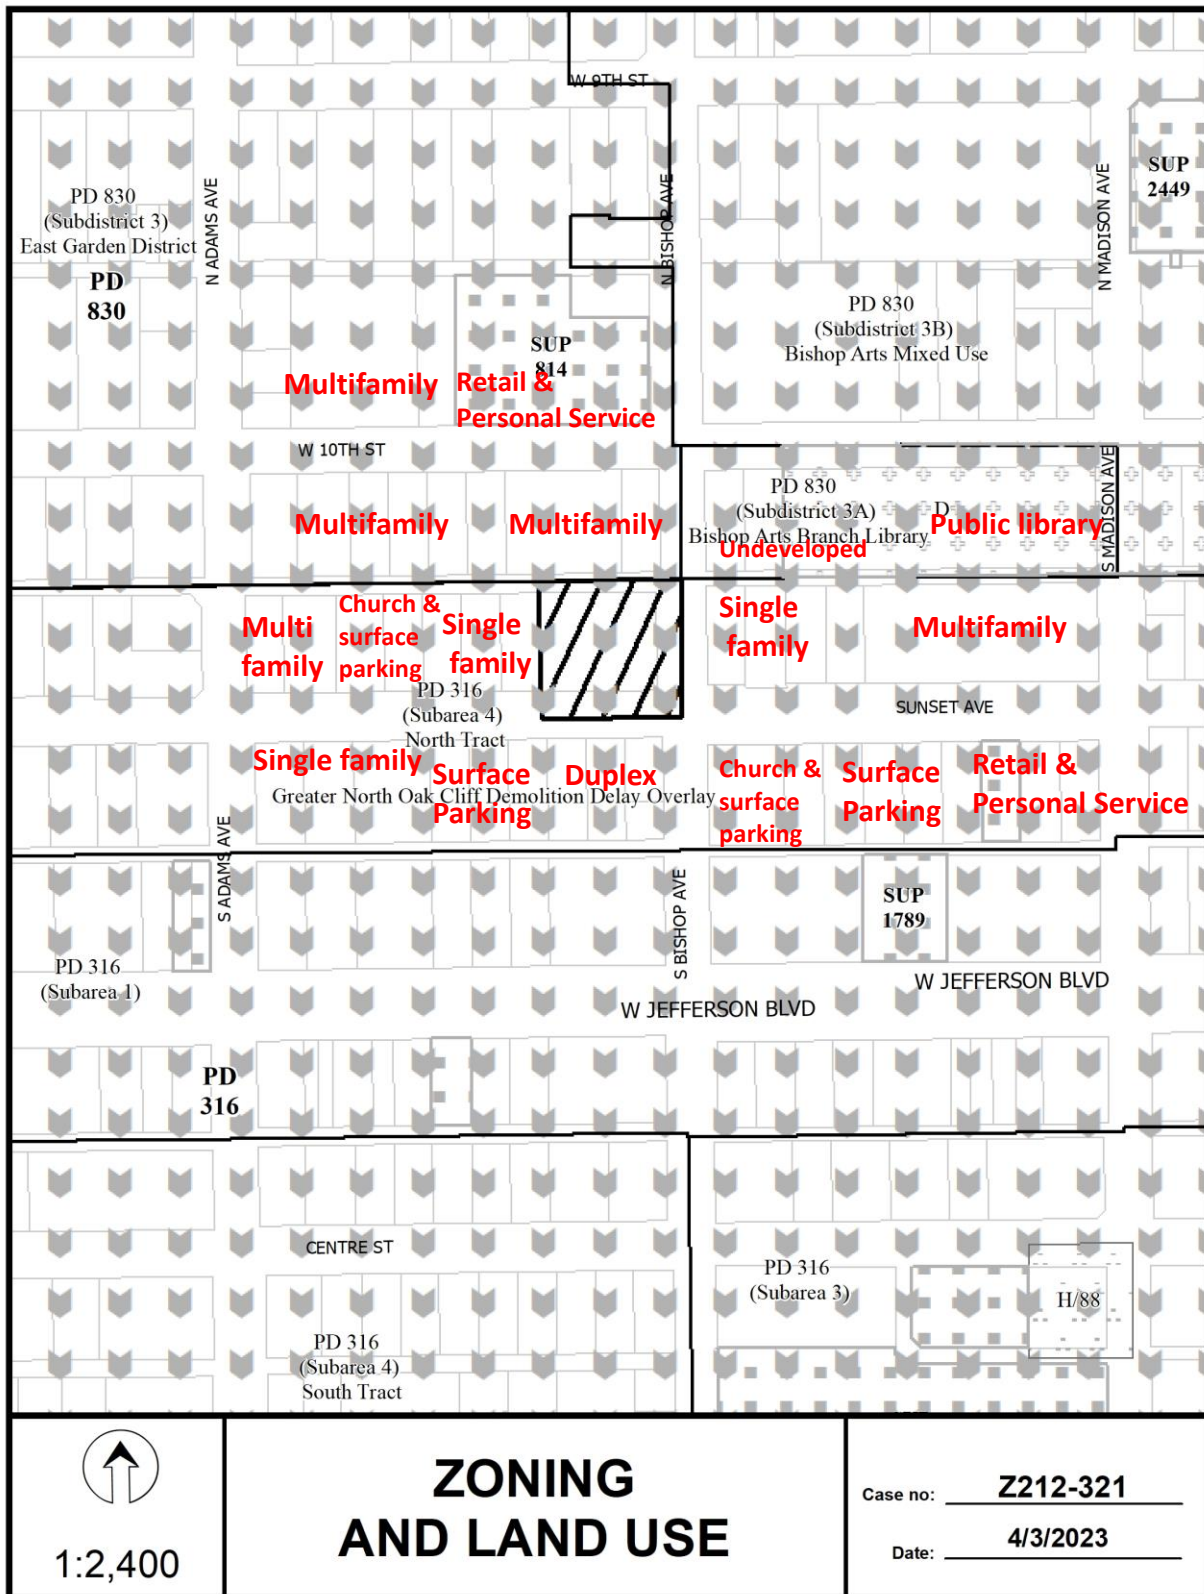 W 9TH ST
SUP
2449
PD 830
(Subdistrict 3)
East Garden District
N ADAMS AVE
N BISHOP AVE
N MADISON AVE
PD
830
PD 830
(Subdistrict 3B)
Bishop Arts Mixed Use
SUP
814
Multifamily
Retail &
Personal Service
W 10TH ST
PD 830
(Subdistrict 3A)
Bishop Arts Branch Library
D
S MADISON AVE
Multifamily
Multifamily
Undeveloped
Public library
Multi
family
Church &
surface
parking
Single
family
Single
family
Multifamily
PD 316
(Subarea 4)
North Tract
SUNSET AVE
Single family
Surface
Parking
Duplex
Church &
surface
parking
Surface
Parking
Retail &
Personal Service
Greater North Oak Cliff Demolition Delay Overlay
S ADAMS AVE
S BISHOP AVE
SUP
1789
PD 316
(Subarea 1)
W JEFFERSON BLVD
W JEFFERSON BLVD
PD
316
CENTRE ST
PD 316
(Subarea 3)
H/88
PD 316
(Subarea 4)
South Tract
1:2,400
ZONING
AND LAND USE
Case no: Z212-321
Date: 4/3/2023